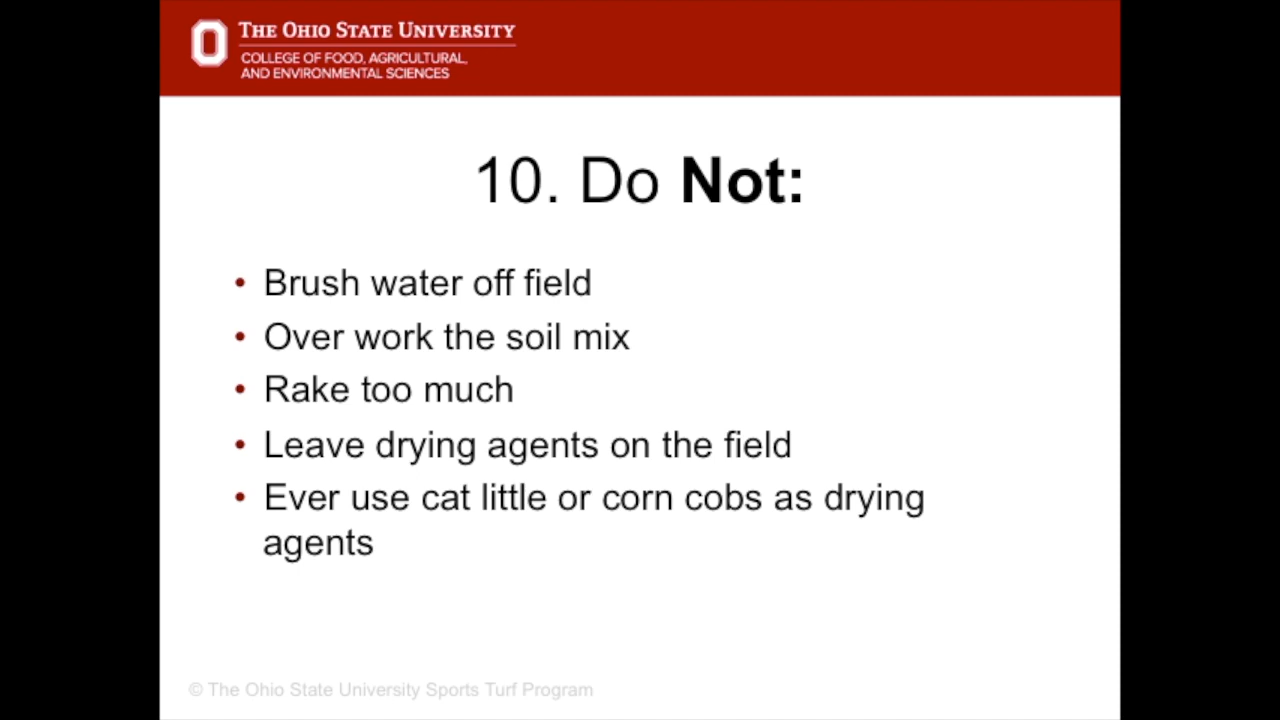 THE OHIO STATE UNIVERSITY
COLLEGE OF FOOD, AGRICULTURAL,
AND ENVIRONMENTAL SCIENCES
10. Do Not:
• Brush water off field
• Over work the soil mix
• Rake too much
• Leave drying agents on the field
• Ever use cat little or corn cobs as drying
agents
© The Ohio State University Sports Turf Program